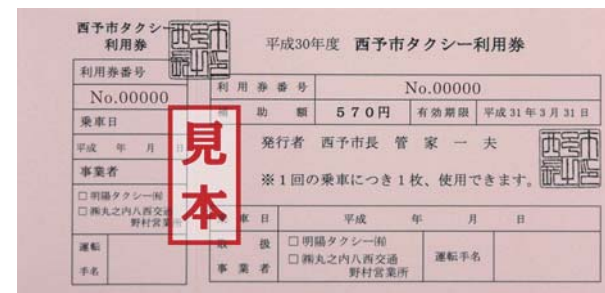 西予市タクシー
利用券
利用券番号
No.00000
乗車日
平成 年 月 日
事業者
□ 明陽タクシー㈲
□ ㈱丸之内八西交通
野村営業所
運転
手名
平成30年度 西予市タクシー利用券
利用券番号 No.00000
補助額 570円 有効期限 平成31年3月31日
発行者 西予市長 管家一夫
※1回の乗車につき1枚、使用できます。
乗車日 平成 年 月 日
取扱
事業者
□ 明陽タクシー㈲
□ ㈱丸之内八西交通
野村営業所
運転手名
見本